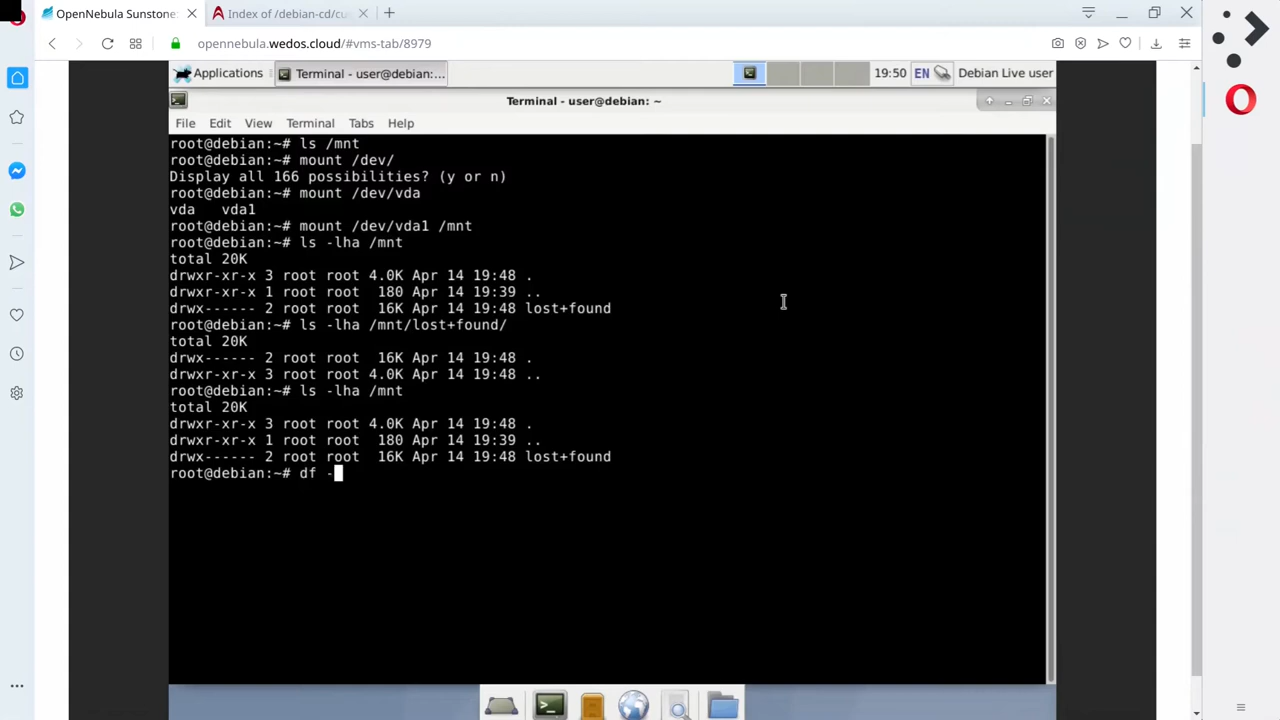 OpenNebula Sunstone:
Index of /debian-cd/cu
opennebula.wedos.cloud/#vms-tab/8979
Applications
Terminal - user@debian:...
19:50
EN
Debian Live user
Terminal - user@debian: ~
File Edit View Terminal Tabs Help
root@debian:~# ls /mnt
root@debian:~# mount /dev/
Display all 166 possibilities? (y or n)
root@debian:~# mount /dev/vda
vda   vda1
root@debian:~# mount /dev/vda1 /mnt
root@debian:~# ls -lha /mnt
total 20K
drwxr-xr-x 3 root root 4.0K Apr 14 19:48 .
drwxr-xr-x 1 root root  180 Apr 14 19:39 ..
drwx------ 2 root root  16K Apr 14 19:48 lost+found
root@debian:~# ls -lha /mnt/lost+found/
total 20K
drwx------ 2 root root  16K Apr 14 19:48 .
drwxr-xr-x 3 root root 4.0K Apr 14 19:48 ..
root@debian:~# ls -lha /mnt
total 20K
drwxr-xr-x 3 root root 4.0K Apr 14 19:48 .
drwxr-xr-x 1 root root  180 Apr 14 19:39 ..
drwx------ 2 root root  16K Apr 14 19:48 lost+found
root@debian:~# df -